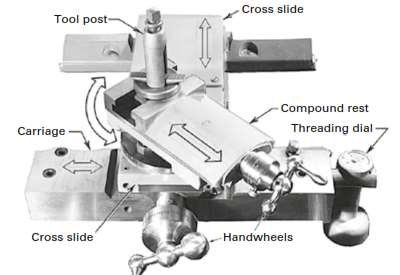 Cross slide
Tool post
Compound rest
Carriage
Threading dial
Cross slide
Handwheels